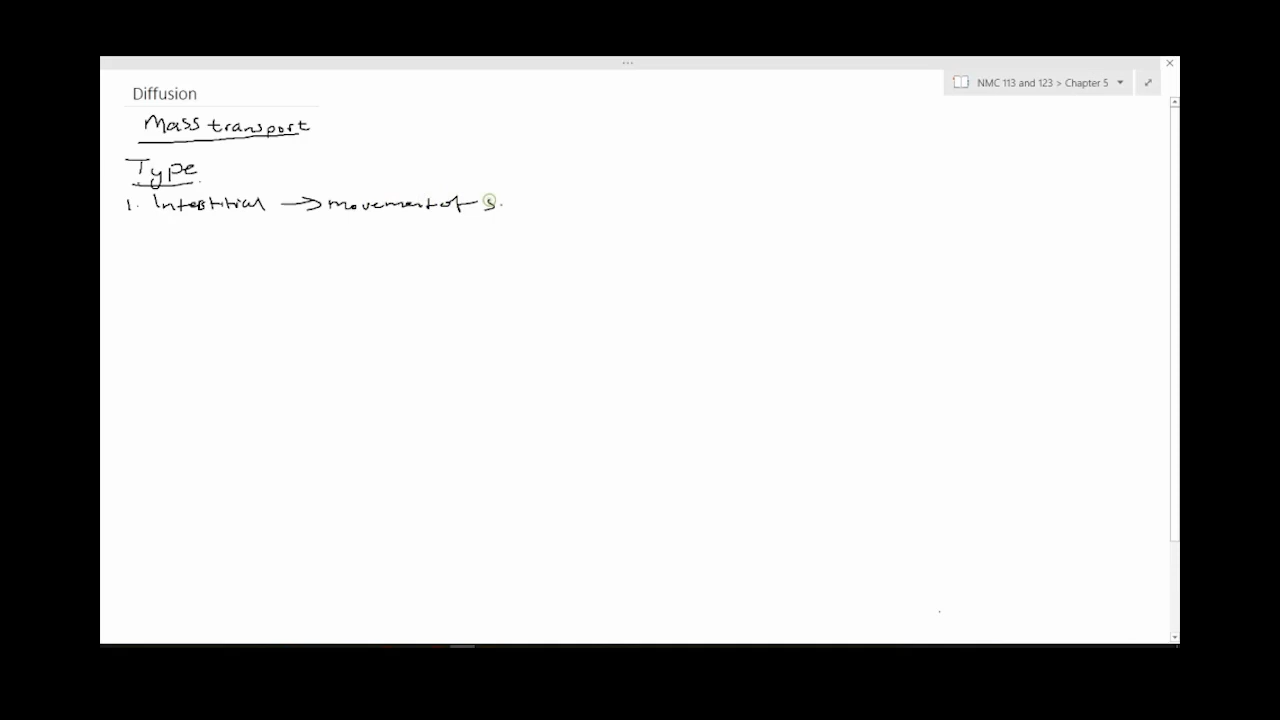 NMC 113 and 123 > Chapter 5
Diffusion
Mass transport
Type
1. Interstitial → movement of s